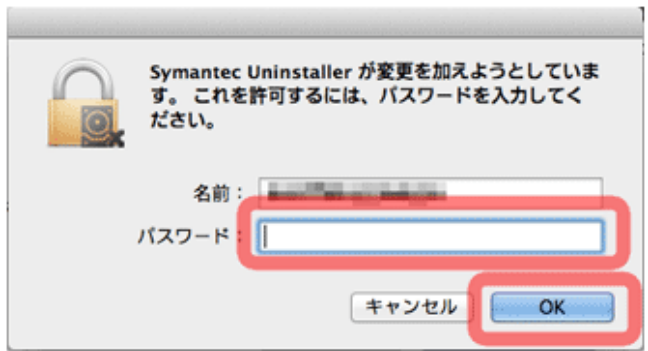 Symantec Uninstaller が変更を加えようとしていま
す。 これを許可するには、パスワードを入力してく
ださい。
名前：
パスワード：
キャンセル
OK